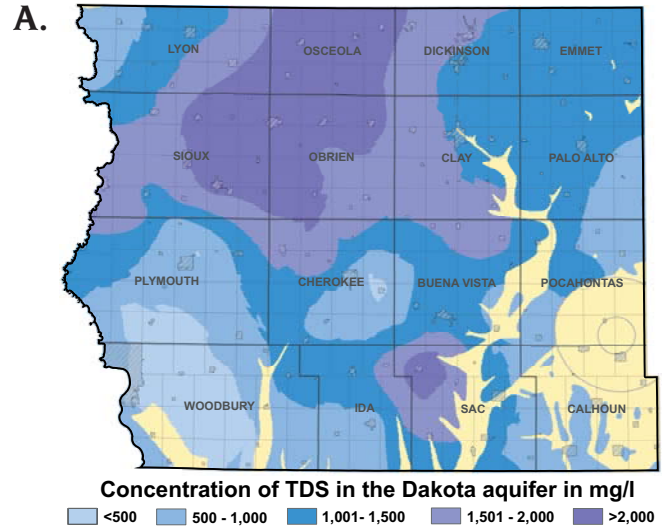 A.
LYON OSCEOLA DICKINSON EMMET
SIOUX OBRIEN CLAY PALO ALTO
PLYMOUTH CHEROKEE BUENA VISTA POCAHONTAS
WOODBURY IDA SAC CALHOUN
Concentration of TDS in the Dakota aquifer in mg/l
<500 500 - 1,000 1,001- 1,500 1,501 - 2,000 >2,000